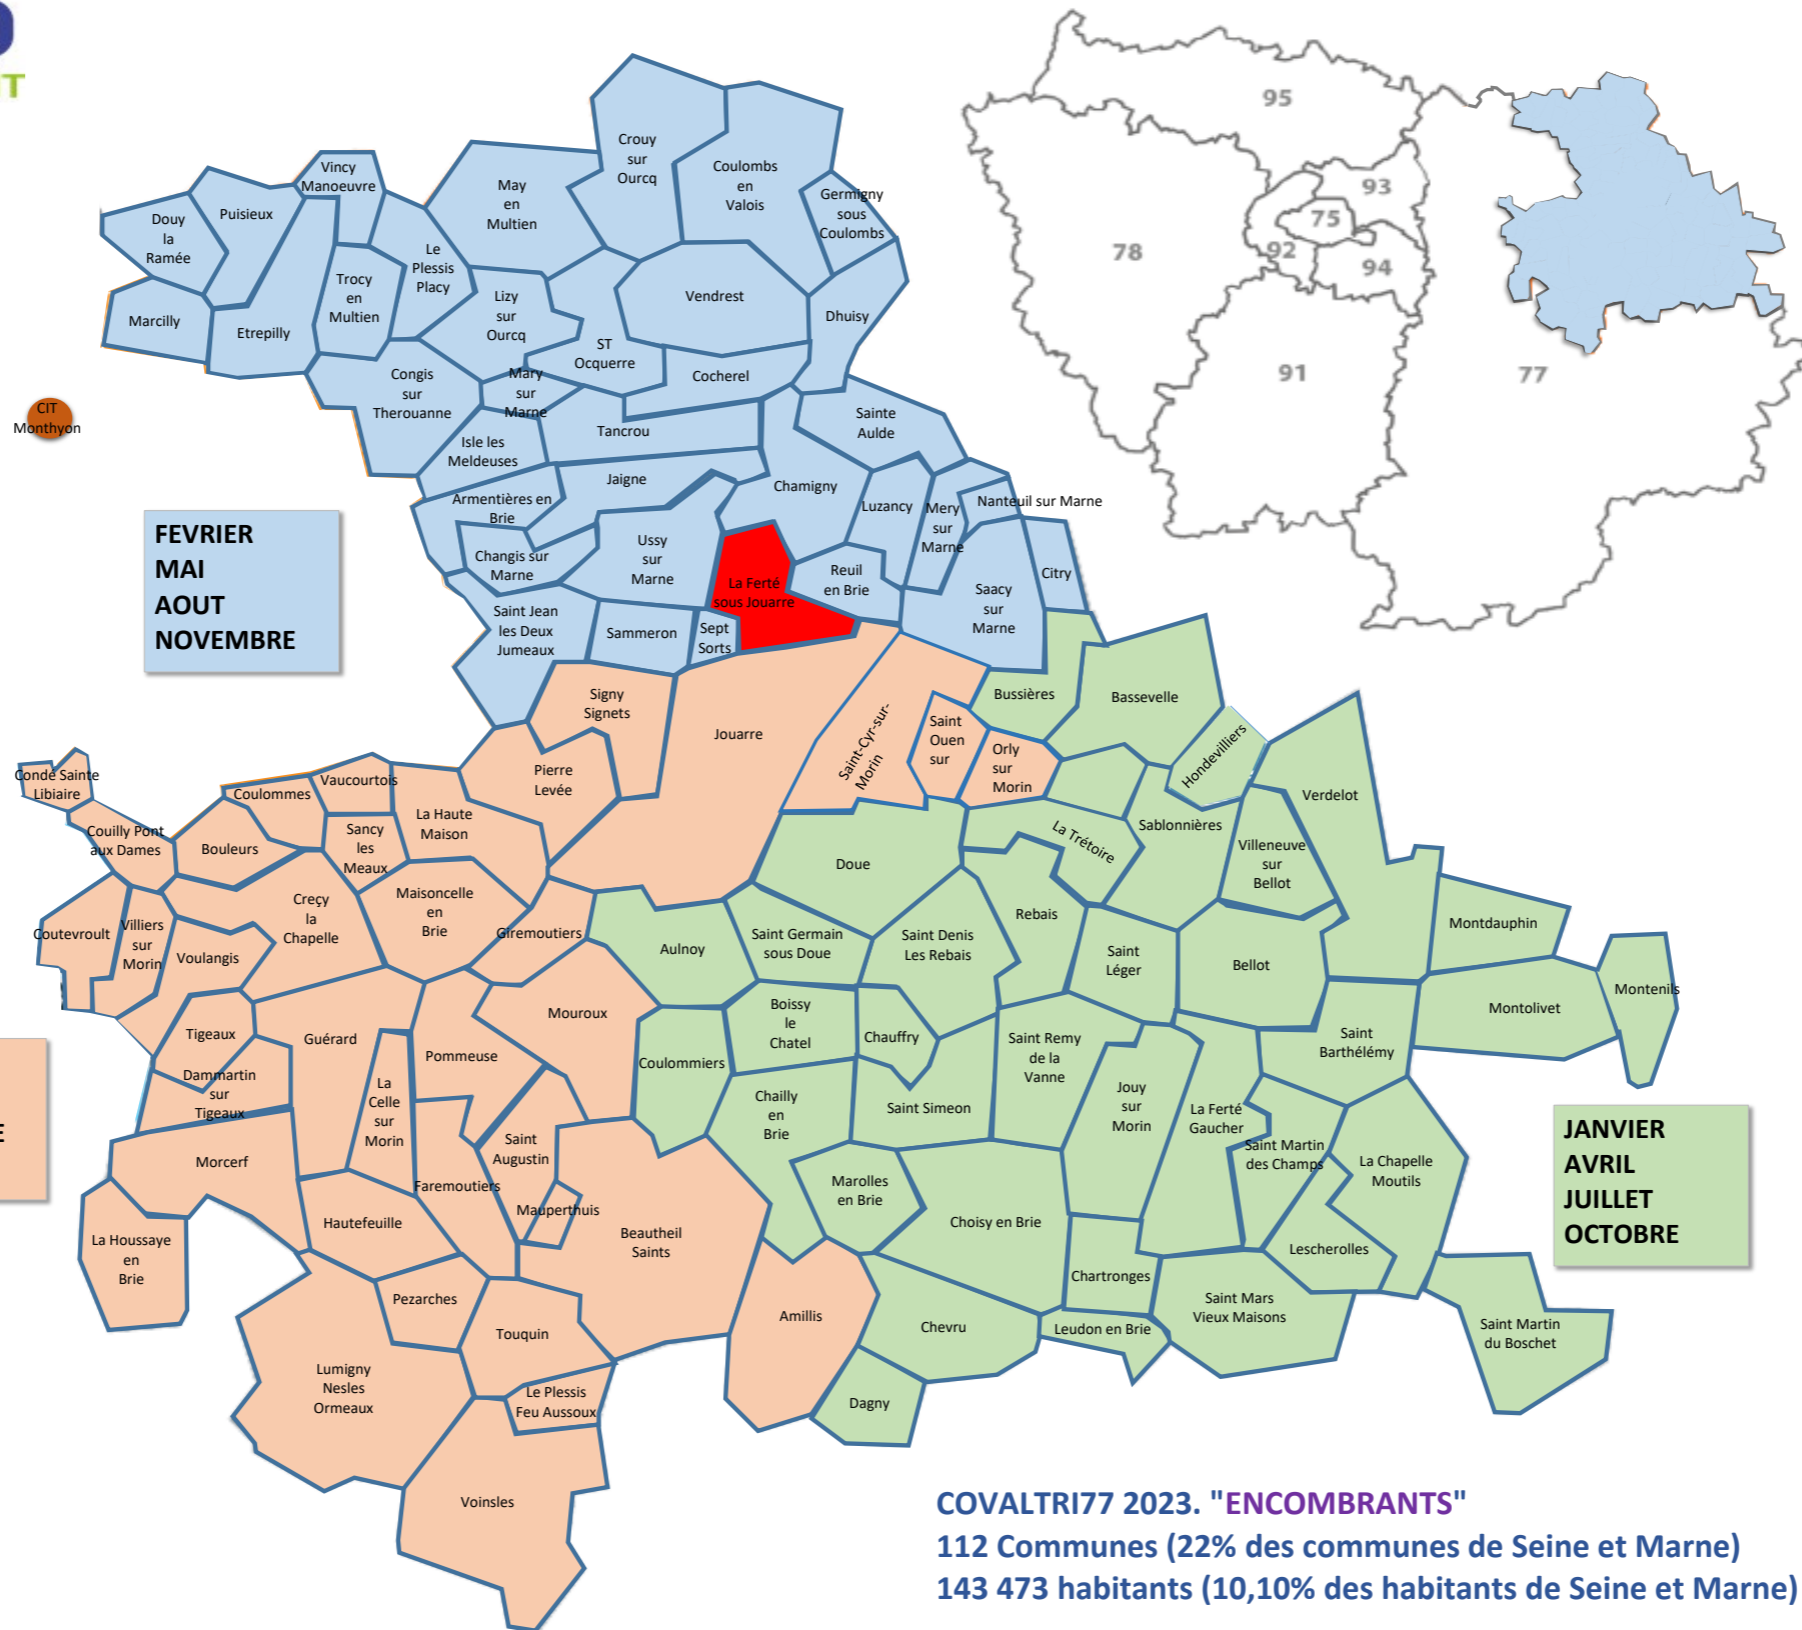 T
95
93
75
92
94
78
91
77
Crouy
sur
Ourcq
Coulombs
en
Valois
Germigny
sous
Coulombs
Vincy
Manoeuvre
May
en
Multien
Puisieux
Douy
la
Ramée
Le
Plessis
Placy
Trocy
en
Multien
Lizy
sur
Ourcq
Vendrest
Dhuisy
Marcilly
Etrepilly
ST
Ocquerre
Cocherel
Congis
sur
Therouanne
Mary
sur
Marne
CIT
Monthyon
Tancrou
Sainte
Aulde
Isle les
Meldeuses
Jaigne
Chamigny
Armentières en
Brie
Luzancy
Mery
sur
Marne
Nanteuil sur Marne
FEVRIER
MAI
AOUT
NOVEMBRE
Changis sur
Marne
Ussy
sur
Marne
La Ferté
sous Jouarre
Reuil
en Brie
Citry
Saacy
sur
Marne
Saint Jean
les Deux
Jumeaux
Sammeron
Sept
Sorts
Signy
Signets
Jouarre
Saint-Cyr-sur-
Morin
Saint
Ouen
sur
Orly
sur
Morin
Bussières
Bassevelle
Hondevilliers
Verdelot
Condé Sainte
Libiaire
Coulommes
Vaucourtois
Pierre
Levée
La Haute
Maison
Couilly Pont
aux Dames
Bouleurs
Sancy
les
Meaux
Doue
La Trétoire
Sablonnières
Villeneuve
sur
Bellot
Coutevroult
Villiers
sur
Morin
Voulangis
Creçy
la
Chapelle
Maisoncelle
en
Brie
Giremoutiers
Aulnoy
Saint Germain
sous Doue
Saint Denis
Les Rebais
Rebais
Saint
Léger
Bellot
Montdauphin
Montolivet
Montenils
Tigeaux
Guérard
Mouroux
Pommeuse
Coulommiers
Boissy
le
Chatel
Chauffry
Saint Remy
de la
Vanne
Saint
Barthélémy
Dammartin
sur
Tigeaux
La
Celle
sur
Morin
Chailly
en
Brie
Saint Simeon
Jouy
sur
Morin
La Ferté
Gaucher
Saint Martin
des Champs
La Chapelle
Moutils
E
JANVIER
AVRIL
JUILLET
OCTOBRE
Morcerf
Saint
Augustin
Faremoutiers
Mauperthuis
Marolles
en Brie
Choisy en Brie
Lescherolles
Hautefeuille
La Houssaye
en
Brie
Beautheil
Saints
Chartronges
Pezarches
Touquin
Amillis
Chevru
Leudon en Brie
Saint Mars
Vieux Maisons
Saint Martin
du Boschet
Lumigny
Nesles
Ormeaux
Le Plessis
Feu Aussoux
Dagny
Voinsles
COVALTRI77 2023. "ENCOMBRANTS"
112 Communes (22% des communes de Seine et Marne)
143 473 habitants (10,10% des habitants de Seine et Marne)